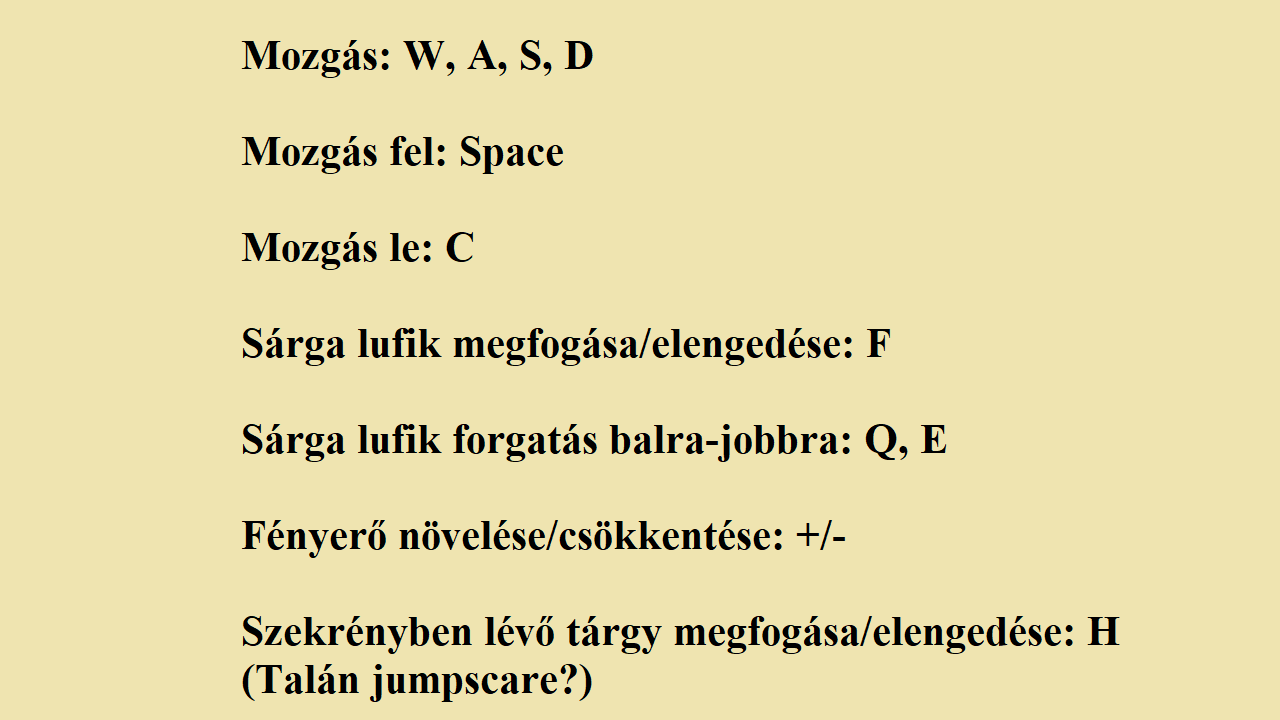 Mozgás: W, A, S, D
Mozgás fel: Space
Mozgás le: C
Sárga lufik megfogása/elengedése: F
Sárga lufik forgatás balra-jobbra: Q, E
Fényerő növelése/csökkentése: +/-
Szekrényben lévő tárgy megfogása/elengedése: H
(Talán jumpscare?)